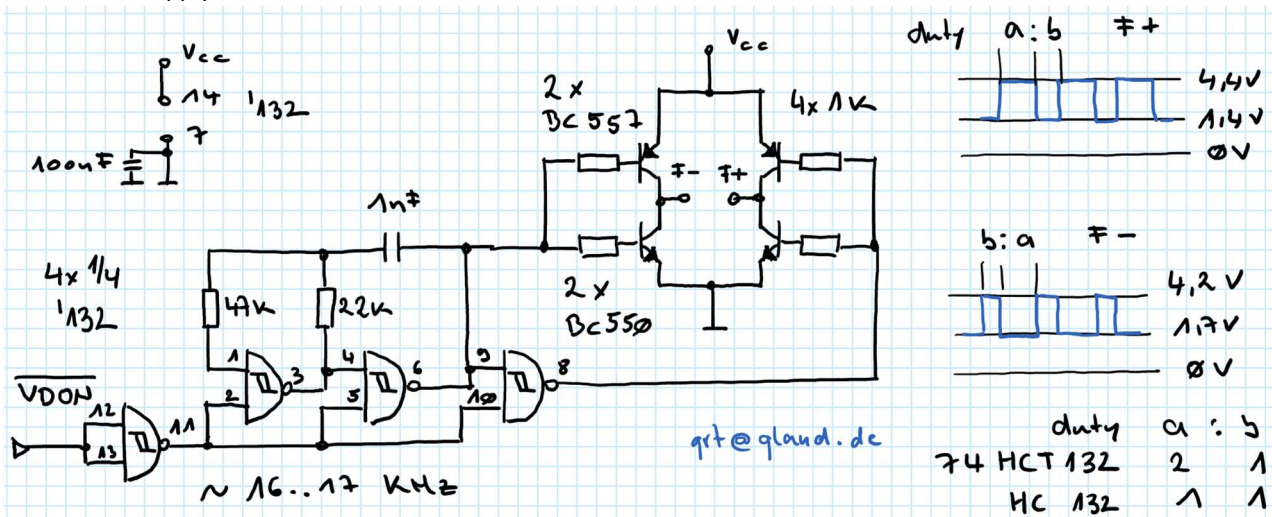 Vcc
14 '132
7
100nF
4x 1/4
'132
47K
22K
1nF
VDON
12
13
11
1
2
3
4
5
6
9
10
8
~ 16..17 KHz
2x
BC557
Vcc
4x 1K
F-
F+
2x
BC550
grt@gland.de
duty a:b F+
4,4V
1,4V
0V
b:a F-
4,2V
1,7V
0V
duty a : b
74 HCT 132 2 1
HC 132 1 1